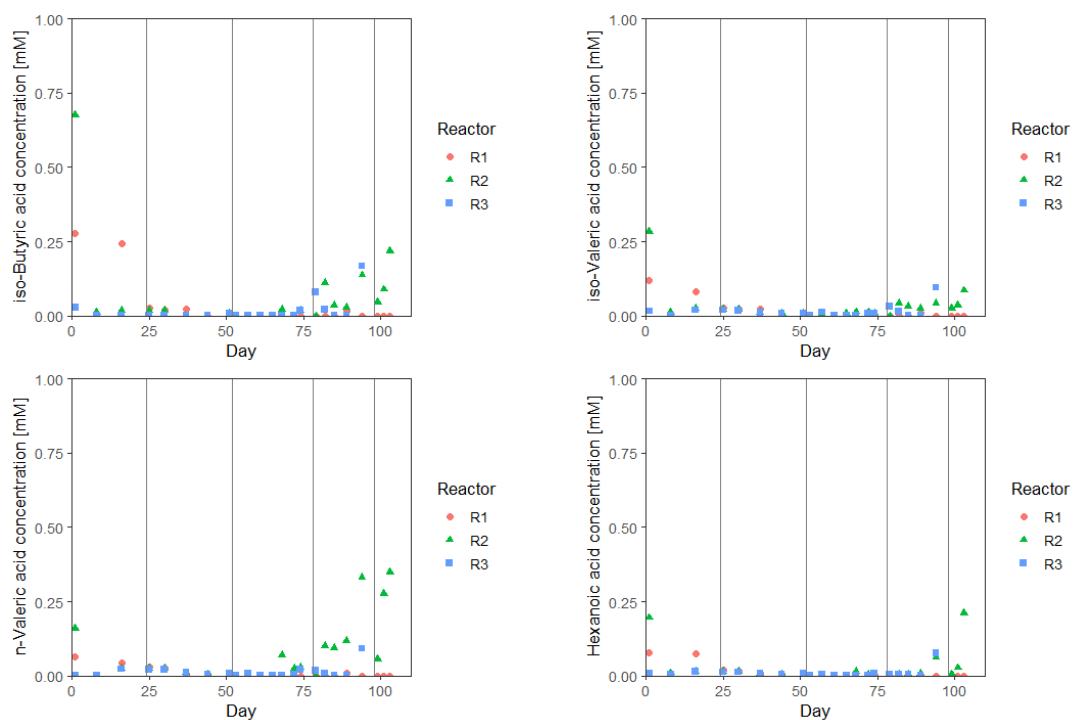 iso-Butyric acid concentration [mM]
1.00
0.75
0.50
0.25
0.00
0
25
50
75
100
Day
Reactor
R1
R2
R3
iso-Valeric acid concentration [mM]
1.00
0.75
0.50
0.25
0.00
0
25
50
75
100
Day
Reactor
R1
R2
R3
n-Valeric acid concentration [mM]
1.00
0.75
0.50
0.25
0.00
0
25
50
75
100
Day
Reactor
R1
R2
R3
Hexanoic acid concentration [mM]
1.00
0.75
0.50
0.25
0.00
0
25
50
75
100
Day
Reactor
R1
R2
R3